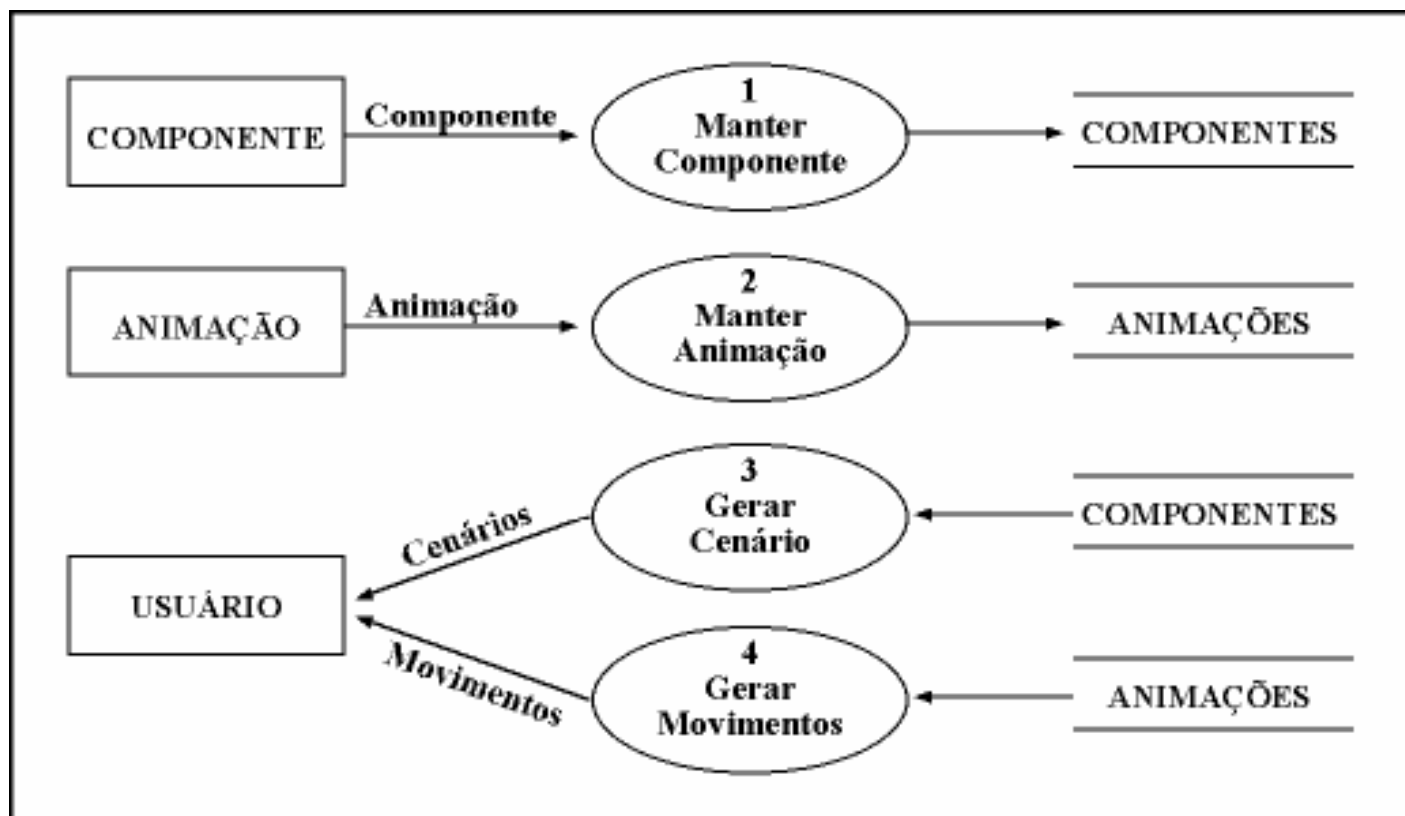 COMPONENTE
Componente
1
Manter
Componente
COMPONENTES
ANIMAÇÃO
Animação
2
Manter
Animação
ANIMAÇÕES
USUÁRIO
Cenários
3
Gerar
Cenário
COMPONENTES
Movimentos
4
Gerar
Movimentos
ANIMAÇÕES